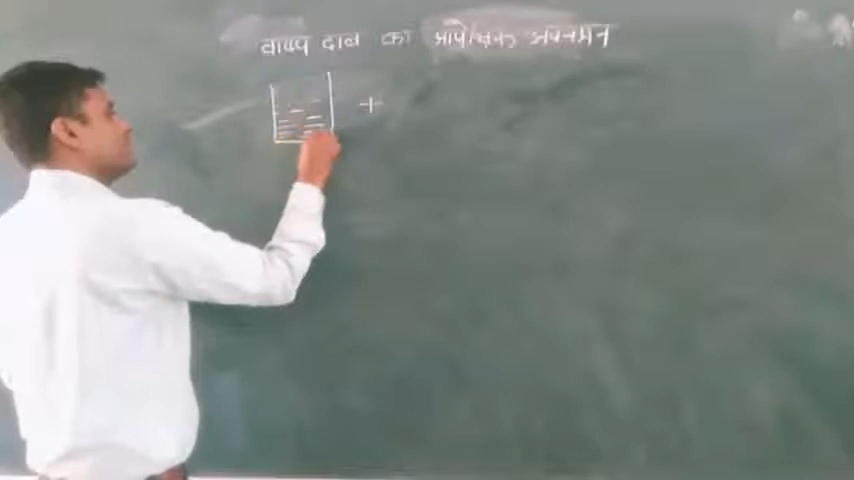 वाष्प दाब का आपेक्षिक अवनमन
+